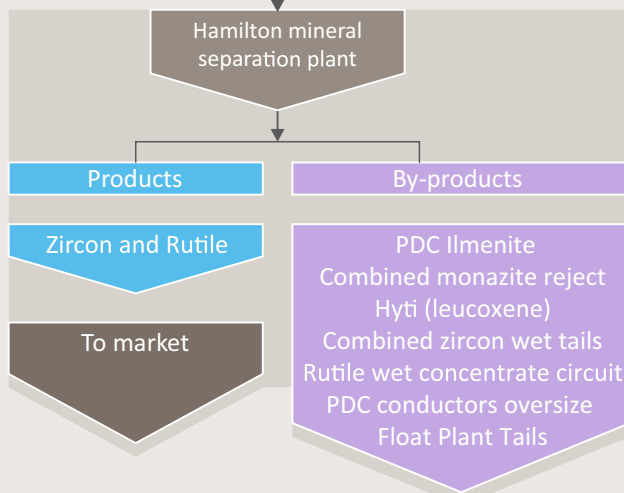 Hamilton mineral
separation plant
Products
By-products
Zircon and Rutile
To market
PDC Ilmenite
Combined monazite reject
Hyti (leucoxene)
Combined zircon wet tails
Rutile wet concentrate circuit
PDC conductors oversize
Float Plant Tails